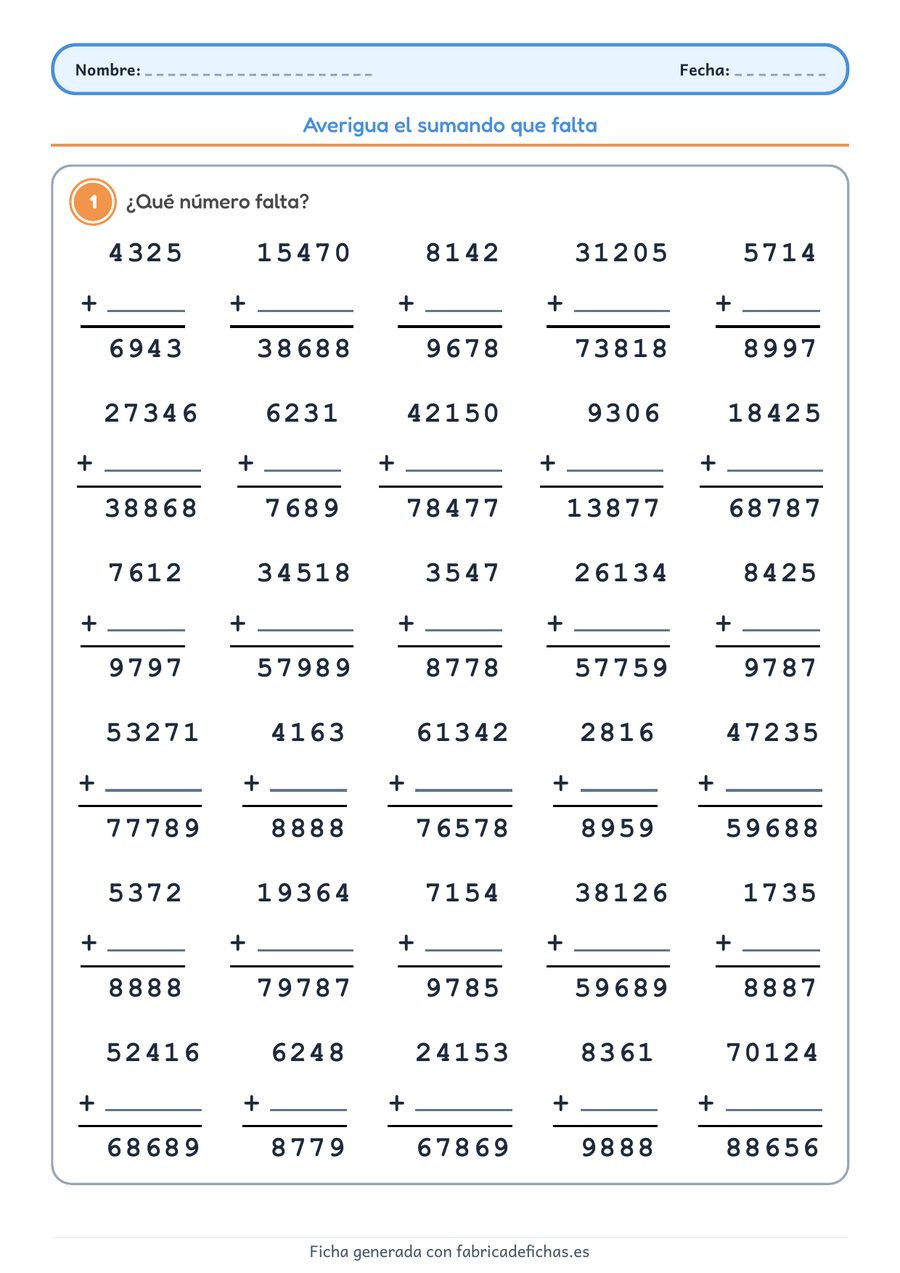 Nombre: Fecha:
Averigua el sumando que falta
1 ¿Qué número falta?
4325 15470 8142 31205 5714
+ + + + +
6943 38688 9678 73818 8997
27346 6231 42150 9306 18425
+ + + + +
38868 7689 78477 13877 68787
7612 34518 3547 26134 8425
+ + + + +
9797 57989 8778 57759 9787
53271 4163 61342 2816 47235
+ + + + +
77789 8888 76578 8959 59688
5372 19364 7154 38126 1735
+ + + + +
8888 79787 9785 59689 8887
52416 6248 24153 8361 70124
+ + + + +
68689 8779 67869 9888 88656
Ficha generada con fabricadefichas.es